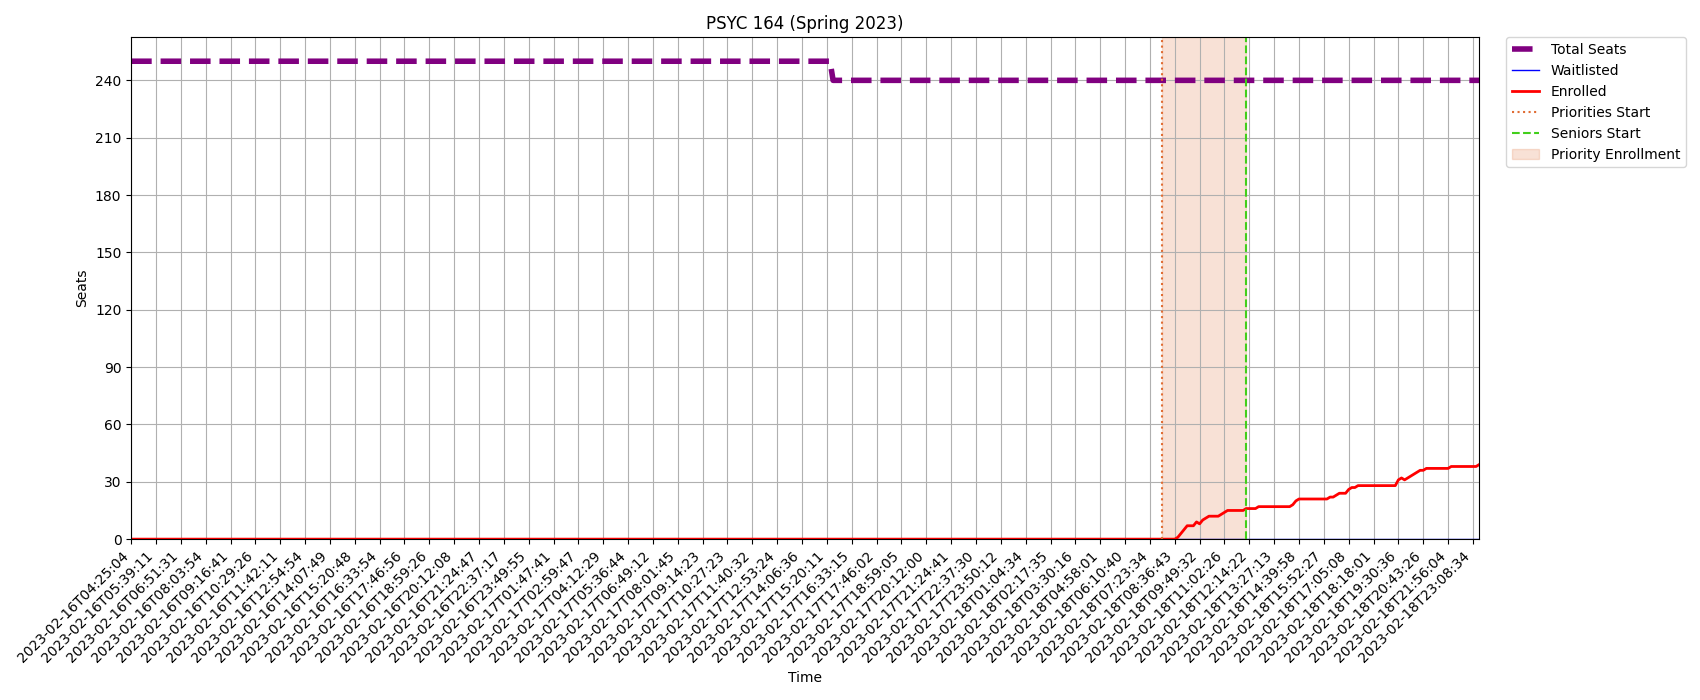 PSYC 164 (Spring 2023)
Total Seats
Waitlisted
Enrolled
Priorities Start
Seniors Start
Priority Enrollment
Seats
240
210
180
150
120
90
60
30
0
2023-02-16T04:25:04
2023-02-16T05:39:11
2023-02-16T06:51:31
2023-02-16T08:03:54
2023-02-16T09:16:41
2023-02-16T10:29:26
2023-02-16T11:42:11
2023-02-16T12:54:54
2023-02-16T14:07:49
2023-02-16T15:20:48
2023-02-16T16:33:54
2023-02-16T17:46:56
2023-02-16T18:59:26
2023-02-16T20:12:08
2023-02-16T21:24:47
2023-02-16T22:37:17
2023-02-16T23:49:55
2023-02-17T01:47:41
2023-02-17T02:59:47
2023-02-17T04:12:29
2023-02-17T05:36:44
2023-02-17T06:49:12
2023-02-17T08:01:45
2023-02-17T09:14:23
2023-02-17T10:27:23
2023-02-17T11:40:32
2023-02-17T12:53:24
2023-02-17T14:06:36
2023-02-17T15:20:11
2023-02-17T16:33:15
2023-02-17T17:46:02
2023-02-17T18:59:05
2023-02-17T20:12:00
2023-02-17T21:24:41
2023-02-17T22:37:30
2023-02-17T23:50:12
2023-02-18T01:04:34
2023-02-18T02:17:35
2023-02-18T03:30:16
2023-02-18T04:58:01
2023-02-18T06:10:40
2023-02-18T07:23:34
2023-02-18T08:36:43
2023-02-18T09:49:32
2023-02-18T11:02:26
2023-02-18T12:14:22
2023-02-18T13:27:13
2023-02-18T14:39:58
2023-02-18T15:52:27
2023-02-18T17:05:08
2023-02-18T18:18:01
2023-02-18T19:30:36
2023-02-18T20:43:26
2023-02-18T21:56:04
2023-02-18T23:08:34
Time